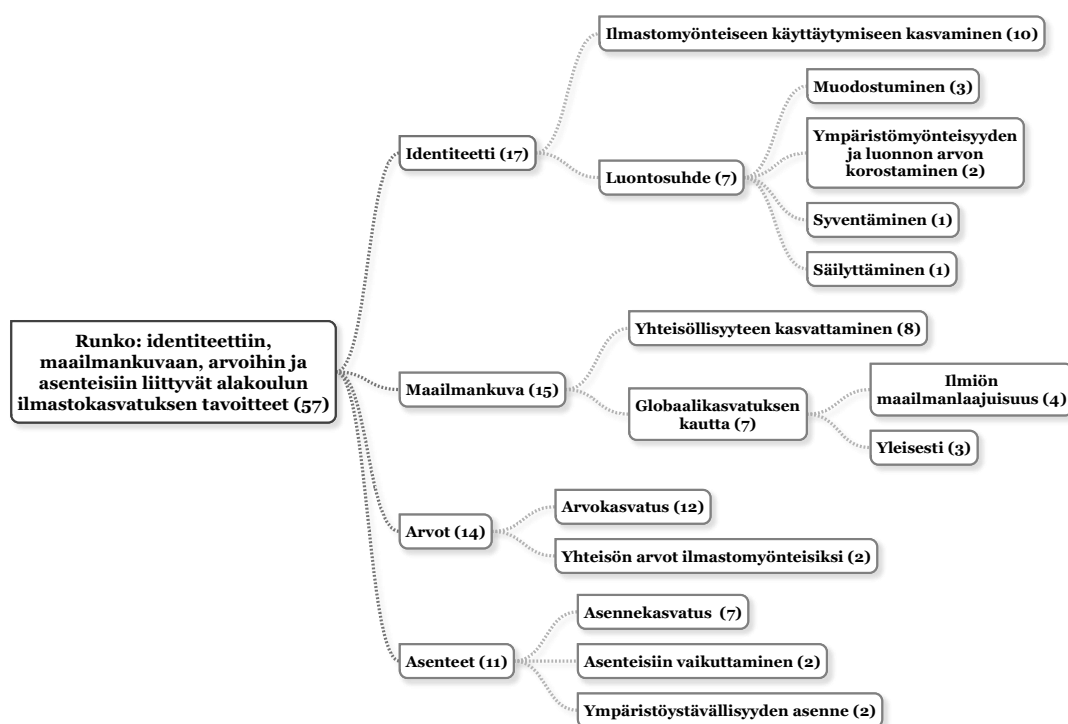 Runko: identiteettiin,
maailmankuvaan, arvoihin ja
asenteisiin liittyvät alakoulun
ilmastokasvatuksen tavoitteet (57)
Identiteetti (17)
Ilmastomyönteiseen käyttäytymiseen kasvaminen (10)
Luontosuhde (7)
Muodostuminen (3)
Ympäristömyönteisyyden
ja luonnon arvon
korostaminen (2)
Syventäminen (1)
Säilyttäminen (1)
Maailmankuva (15)
Yhteisöllisyyteen kasvattaminen (8)
Globaalikasvatuksen
kautta (7)
Ilmiön
maailmanlaajuisuus (4)
Yleisesti (3)
Arvot (14)
Arvokasvatus (12)
Yhteisön arvot ilmastomyönteisiksi (2)
Asenteet (11)
Asennekasvatus (7)
Asenteisiin vaikuttaminen (2)
Ympäristöystävällisyyden asenne (2)